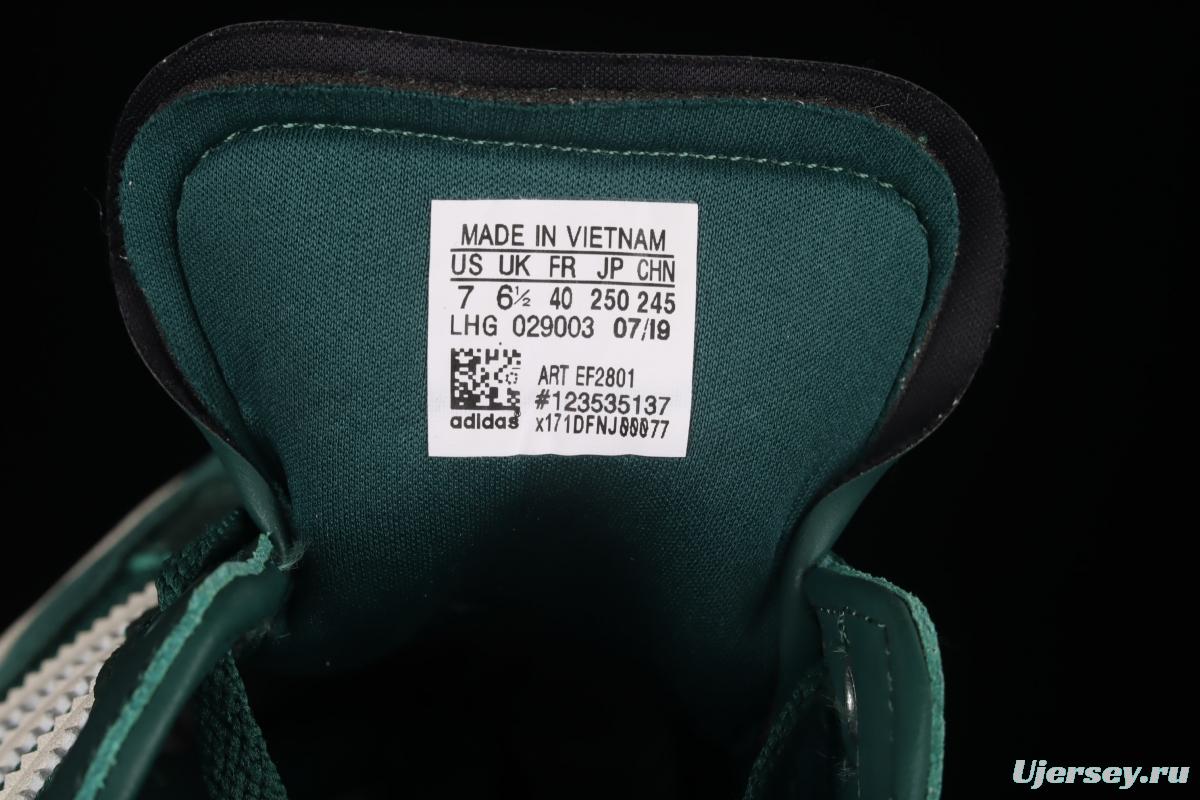 MADE IN VIETNAM
US UK FR JP CHN
7 6½ 40 250 245
LHG 029003 07/19
ART EF2801
#123535137
adidas x171DFNJ00077
Ujersey.ru